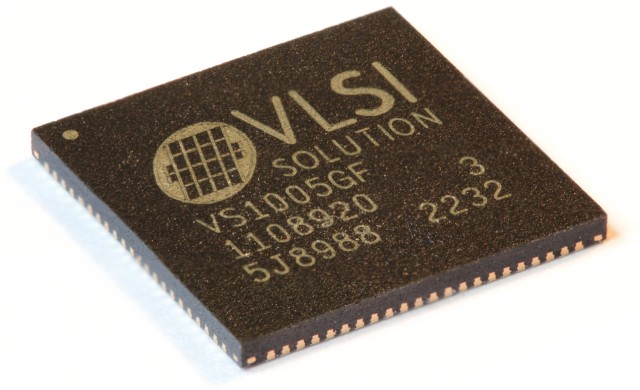 VLSI
SOLUTION
VS1005GF
1108920 3
5J8988 2232